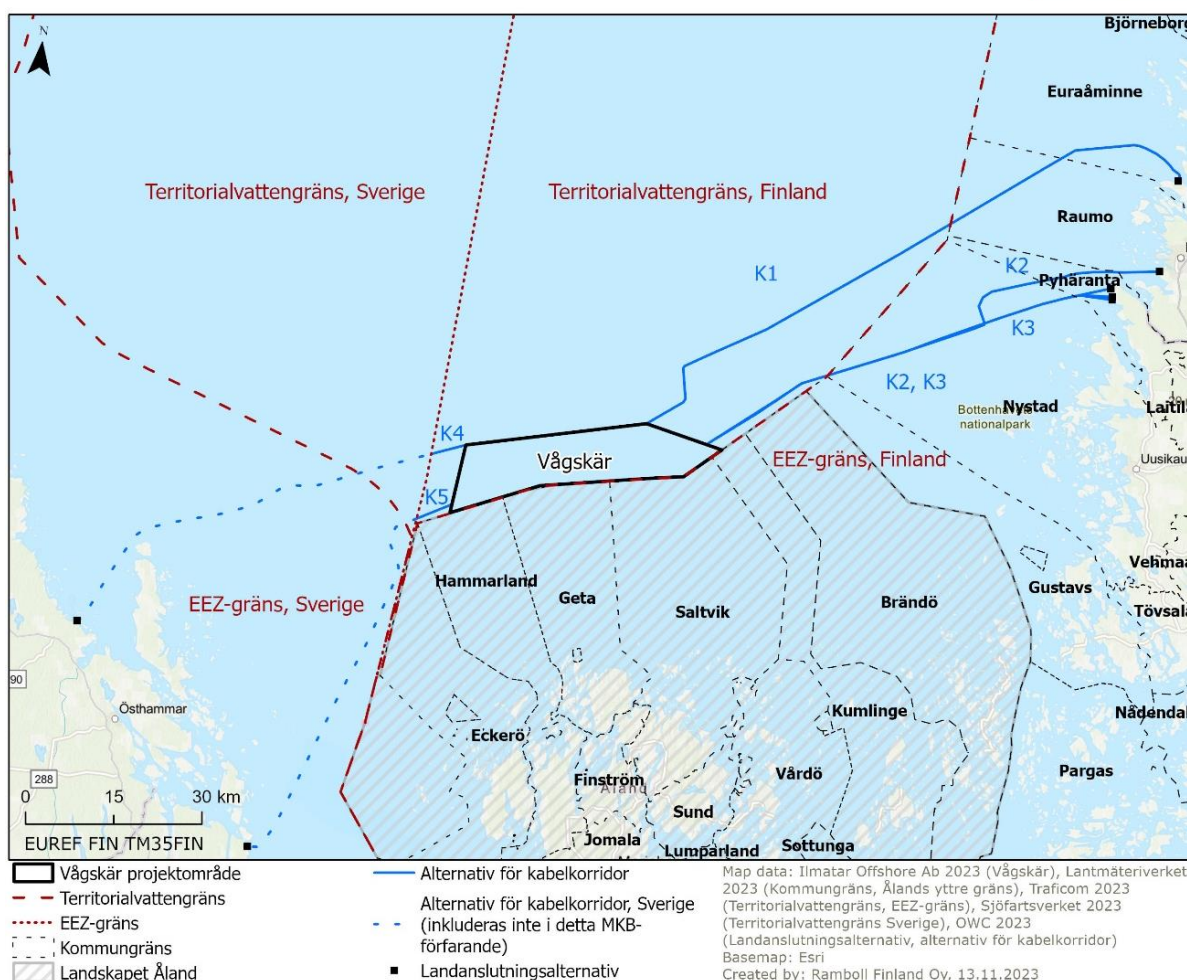 N
Björneborg
Euraåminne
Territorialvattengräns, Sverige
Territorialvattengräns, Finland
Raumo
K1
K2
Pyhäranta
K3
K2, K3
Nystad
Bottenhavets
nationalpark
Laitila
K4
Vågskär
EEZ-gräns, Finland
Uusikau
K5
Vehmaa
Hammarland
Geta
Saltvik
Brändö
Gustavs
Tövsala
EEZ-gräns, Sverige
90
Östhammar
Eckerö
Kumlinge
Nådendal
Finström
Åland
Vårdö
Pargas
288
Sund
0 15 30 km
Jomala
Lumparland
Sottunga
EUREF FIN TM35FIN
Vågskär projektområde
Territorialvattengräns
EEZ-gräns
Kommungräns
Landskapet Åland
Alternativ för kabelkorridor
Alternativ för kabelkorridor, Sverige
(inkluderas inte i detta MKB-
förfarande)
Landanslutningsalternativ
Map data: Ilmatar Offshore Ab 2023 (Vågskär), Lantmäteriverket
2023 (Kommungräns, Ålands yttre gräns), Traficom 2023
(Territorialvattengräns, EEZ-gräns), Sjöfartsverket 2023
(Territorialvattengräns Sverige), OWC 2023
(Landanslutningsalternativ, alternativ för kabelkorridor)
Basemap: Esri
Created by: Ramboll Finland Oy, 13.11.2023